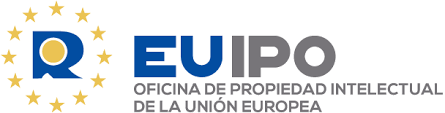 R EUIPO
OFICINA DE PROPIEDAD INTELECTUAL
DE LA UNIÓN EUROPEA